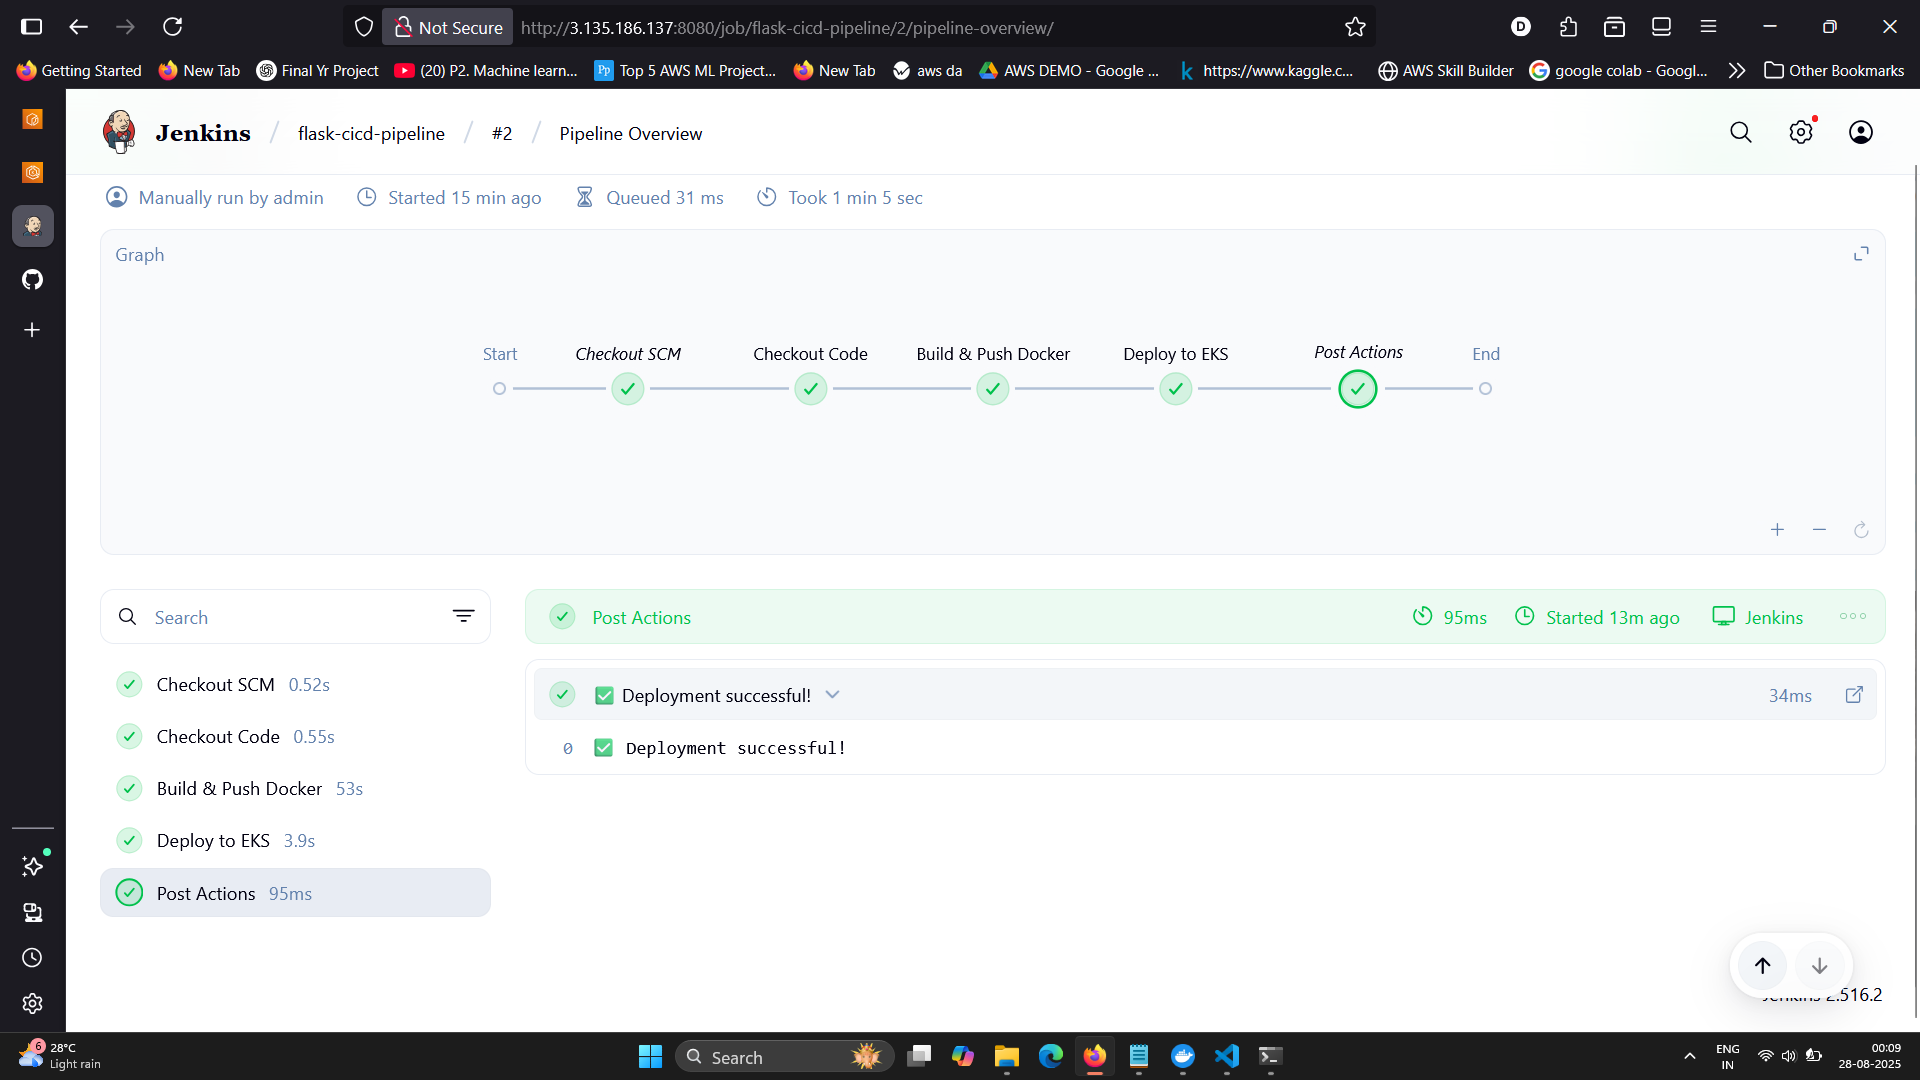 Not Secure
http://3.135.186.137:8080/job/flask-cicd-pipeline/2/pipeline-overview/
D
Getting Started
New Tab
Final Yr Project
(20) P2. Machine learn...
Pp
Top 5 AWS ML Project...
New Tab
aws da
AWS DEMO - Google ...
k
https://www.kaggle.c...
AWS Skill Builder
google colab - Googl...
Other Bookmarks
Jenkins / flask-cicd-pipeline / #2 / Pipeline Overview
Manually run by admin
Started 15 min ago
Queued 31 ms
Took 1 min 5 sec
Graph
Start
Checkout SCM
Checkout Code
Build & Push Docker
Deploy to EKS
Post Actions
End
Search
Post Actions
95ms
Started 13m ago
Jenkins
Checkout SCM 0.52s
✅ Deployment successful!
34ms
Checkout Code 0.55s
0 ✅ Deployment successful!
Build & Push Docker 53s
Deploy to EKS 3.9s
Post Actions 95ms
Jenkins 2.516.2
6
28°C
Light rain
Search
ENG
IN
00:09
28-08-2025